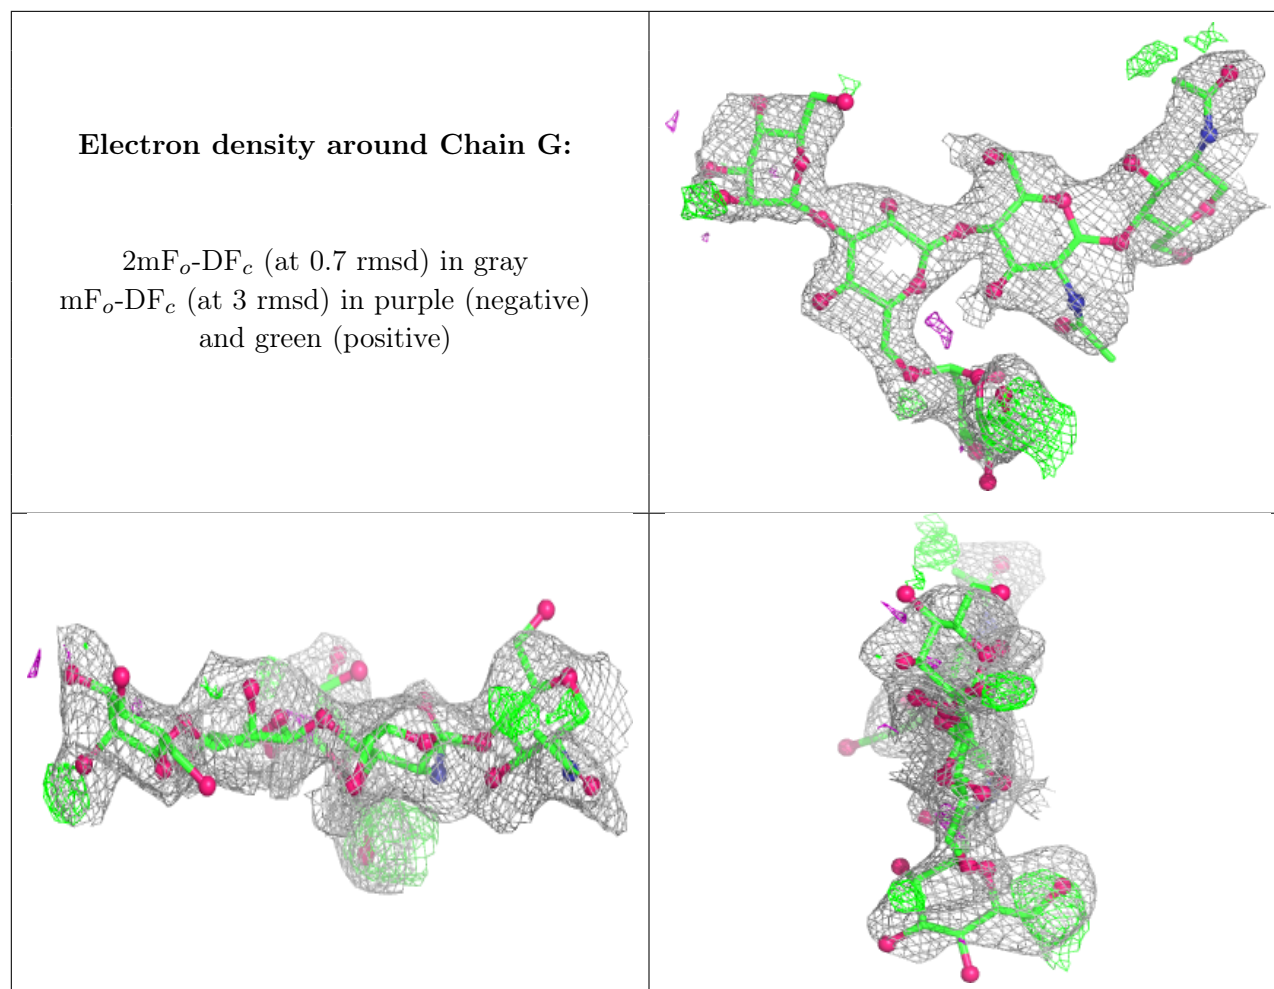 Electron density around Chain G:
2mFo-DFc (at 0.7 rmsd) in gray
mFo-DFc (at 3 rmsd) in purple (negative)
and green (positive)